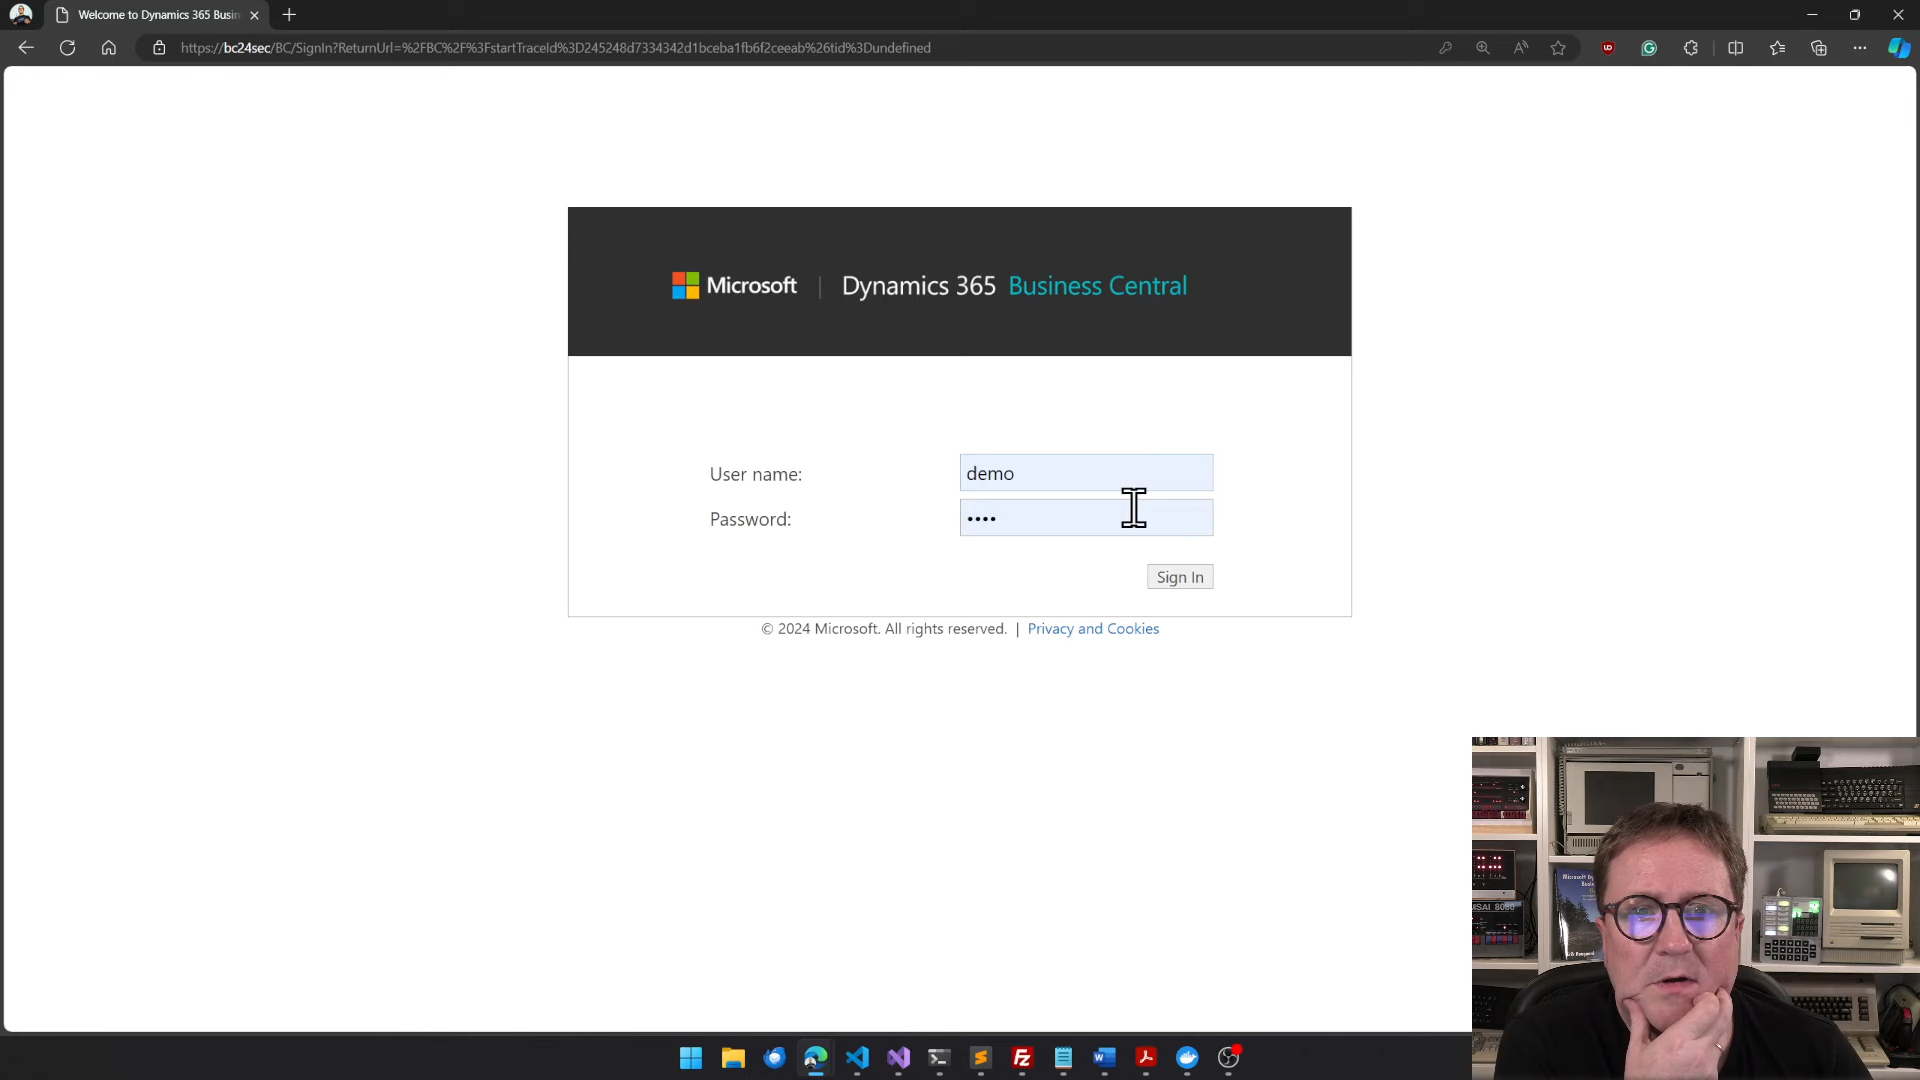 Welcome to Dynamics 365 Busin
https://bc24sec/BC/SignIn?ReturnUrl=%2FBC%2F%3FstartTraceId%3D245248d7334342d1bceba1fb6f2ceeab%26tid%3Dundefined
Microsoft | Dynamics 365 Business Central
User name: demo
Password: ••••
Sign In
© 2024 Microsoft. All rights reserved. | Privacy and Cookies